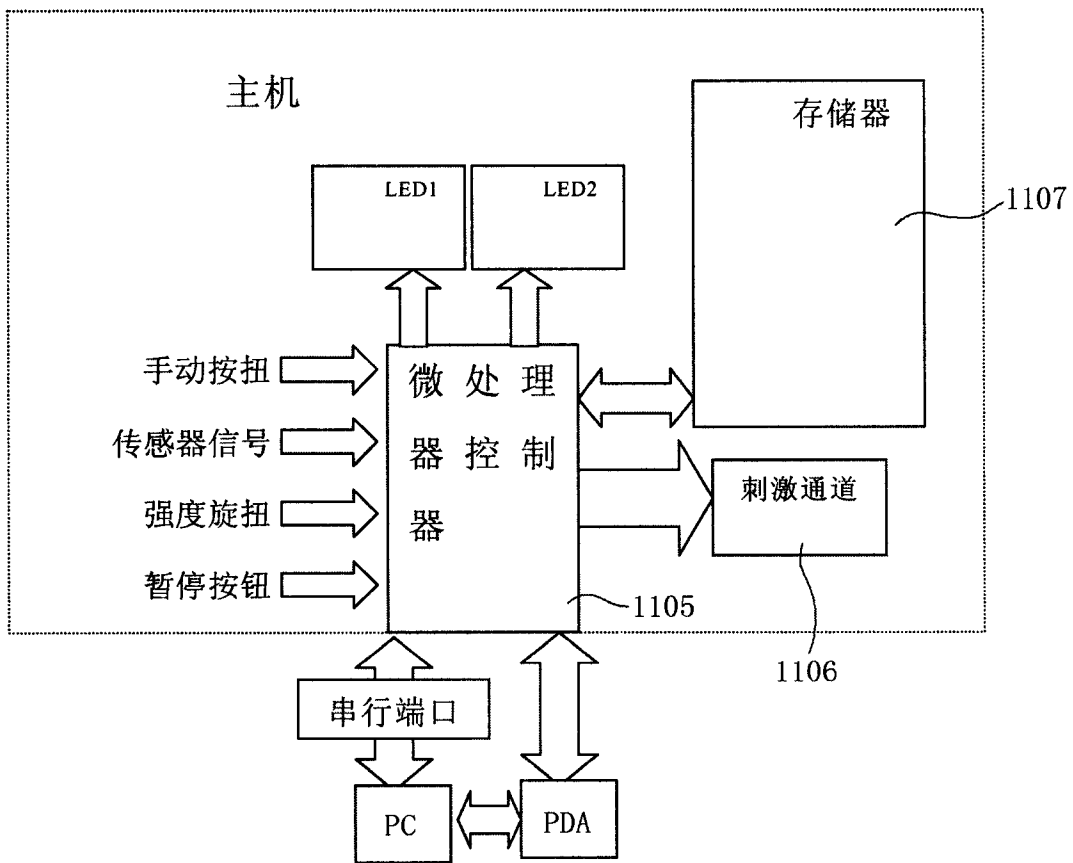 主机
存储器
LED1
LED2
1107
手动按扭
微处理
器控制
器
传感器信号
强度旋扭
刺激通道
暂停按钮
1105
1106
串行端口
PC
PDA